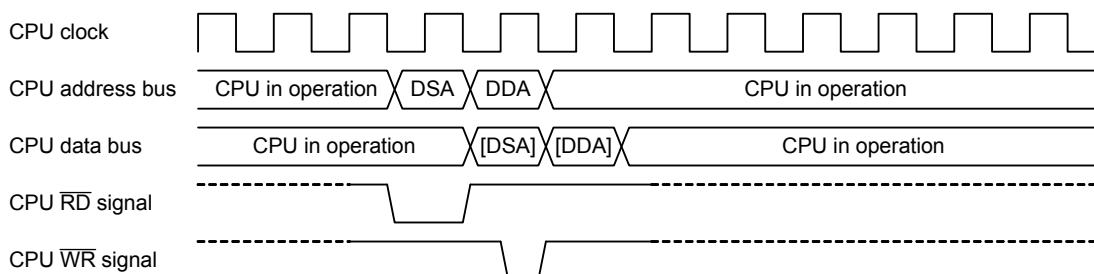 CPU clock
CPU address bus CPU in operation DSA DDA CPU in operation
CPU data bus CPU in operation [DSA] [DDA] CPU in operation
CPU RD signal
CPU WR signal